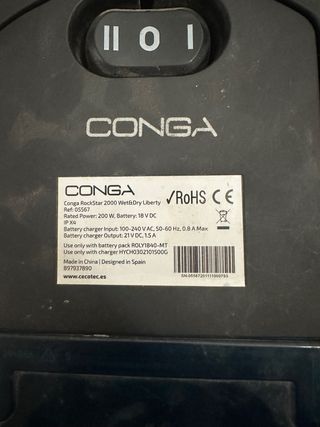 II O I
CONGA
CONGA
Conga RockStar 2000 Wet&Dry Liberty
Ref: 05567
Rated Power: 200 W, Battery: 18 V DC
IP X4
Battery charger Input: 100-240 V AC, 50-60 Hz, 0.8 A Max
Battery charger Output: 21 V DC, 1.5 A
Use only with battery pack ROLY1840-MT
Use only with charger HYCH0302101500G
Made in China | Designed in Spain
B97937890
www.cecotec.es
√RoHS CE